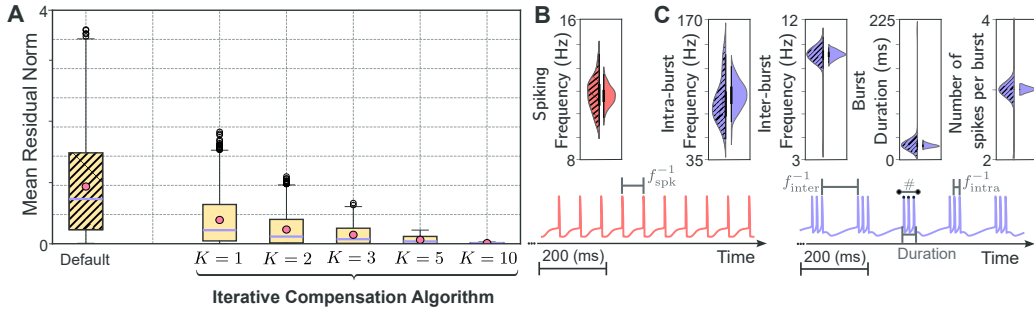 A
Mean Residual Norm
4
0
Default
K = 1
K = 2
K = 3
K = 5
K = 10
Iterative Compensation Algorithm
B
Spiking
Frequency (Hz)
16
8
f_spk^-1
...
200 (ms)
Time
C
Intra-burst
Frequency (Hz)
170
35
Inter-burst
Frequency (Hz)
12
3
Burst
Duration (ms)
225
0
Number of
spikes per burst
4
2
f_inter^-1
#
f_intra^-1
...
200 (ms)
Duration
Time